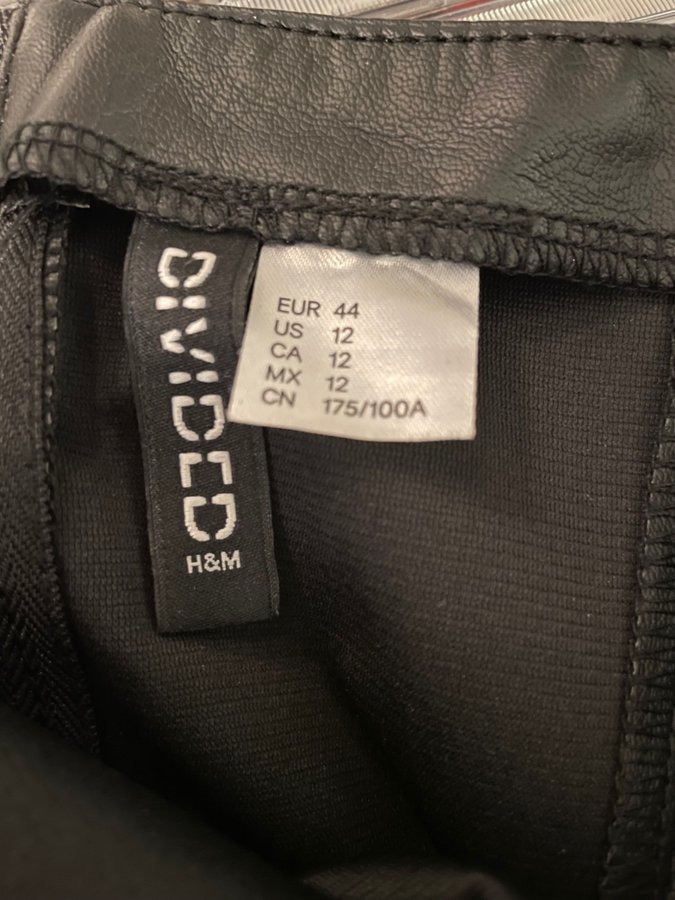 DIVIDED
H&M
EUR 44
US 12
CA 12
MX 12
CN 175/100A